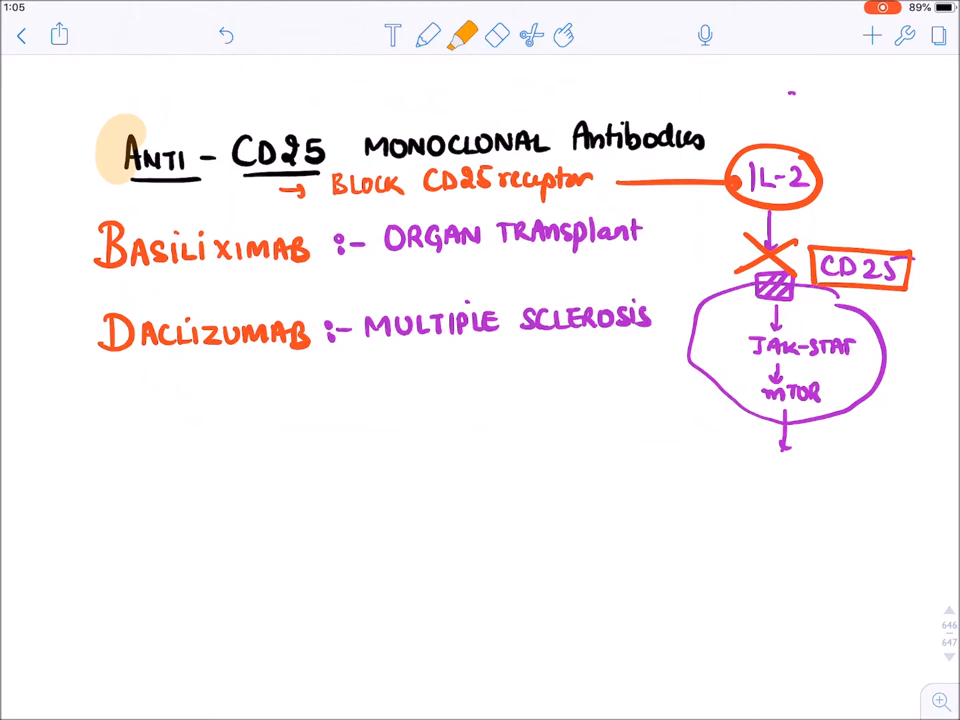 1:05
89%
T
ANTI - CD25 MONOCLONAL Antibodies
→ BLOCK CD25 receptor
IL-2
BASILIXIMAB :- ORGAN TRANSplant
CD25
DACLIZUMAB :- MULTIPLE SCLEROSIS
JAK-STAT
mTOR
646
647